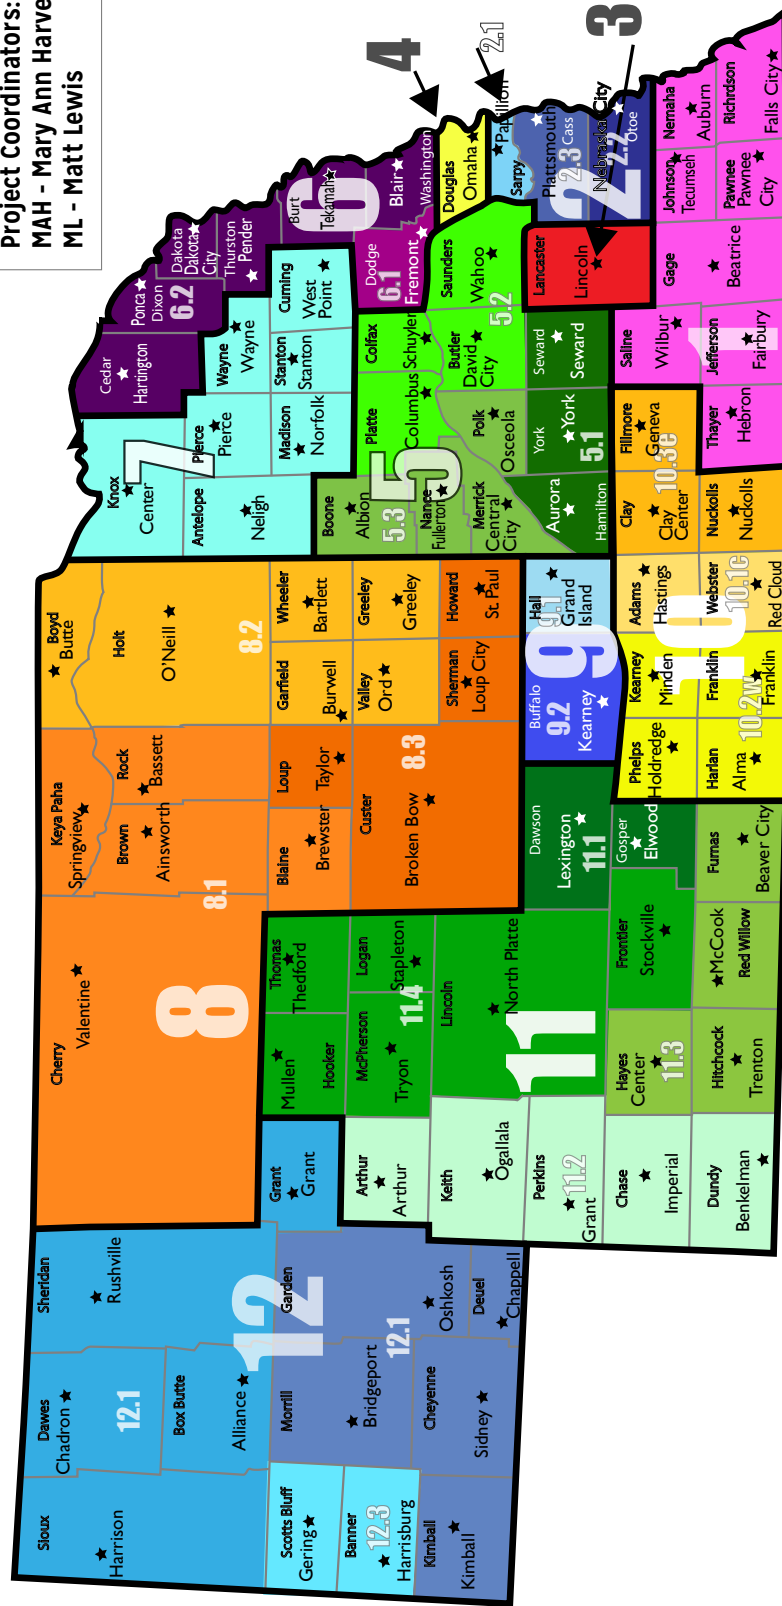 Project Coordinators:
MAH - Mary Ann Harve
ML - Matt Lewis
Sioux
Harrison
Dawes
Chadron
12.1
Box Butte
Alliance
Sheridan
Rushville
12
Scotts Bluff
Gering
Banner
12.3
Harrisburg
Kimball
Kimball
Morrill
Bridgeport
12.1
Cheyenne
Sidney
Garden
Oshkosh
Deuel
Chappell
Grant
Grant
Cherry
Valentine
8
8.1
Keya Paha
Springview
Brown
Ainsworth
Rock
Bassett
Boyd
Butte
Holt
O'Neill
8.2
Blaine
Brewster
Loup
Taylor
Garfield
Burwell
Wheeler
Bartlett
Custer
Broken Bow
8.3
Valley
Ord
Greeley
Greeley
Sherman
Loup City
Howard
St. Paul
Mullen
Hooker
Thomas
Thedford
Arthur
Arthur
McPherson
Tryon
Logan
Stapleton
11.4
Keith
Ogallala
Lincoln
North Platte
11
Perkins
11.2
Grant
Chase
Imperial
Dundy
Benkelman
Hayes
Center
11.3
Hitchcock
Trenton
Frontier
Stockville
McCook
Red Willow
Dawson
Lexington
11.1
Gosper
Elwood
Furnas
Beaver City
Buffalo
9.2
Kearney
Hall
9.1
Grand
Island
9
Phelps
Holdredge
Harlan
Alma
Kearney
Minden
Franklin
Franklin
10.2w
Adams
Hastings
Webster
10.1c
Red Cloud
10
Clay
Clay
Center
Nuckolls
Nuckolls
Fillmore
Geneva
10.3e
Thayer
Hebron
Knox
Center
Antelope
Neligh
Pierce
Pierce
7
Madison
Norfolk
Wayne
Wayne
Stanton
Stanton
Cuming
West
Point
Cedar
Hartington
Ponca
Dixon
6.2
Dakota
Dakota
City
Thurston
Pender
Burt
Tekamah
6
Blair
Washington
Dodge
6.1
Fremont
Boone
Albion
5.3
Nance
Fullerton
Merrick
Central
City
Platte
Columbus
Colfax
Schuyler
5
Polk
Osceola
Butler
David
City
Saunders
Wahoo
5.2
Aurora
Hamilton
York
York
5.1
Seward
Seward
Douglas
Omaha
4
2.1
Sarpy
Papillion
Plattsmouth
2.3
Cass
Nebraska City
2.2
Otoe
2
Lancaster
Lincoln
3
Saline
Wilbur
Jefferson
Fairbury
1
Gage
Beatrice
Johnson
Tecumseh
Nemaha
Auburn
Pawnee
Pawnee
City
Richrdson
Falls City